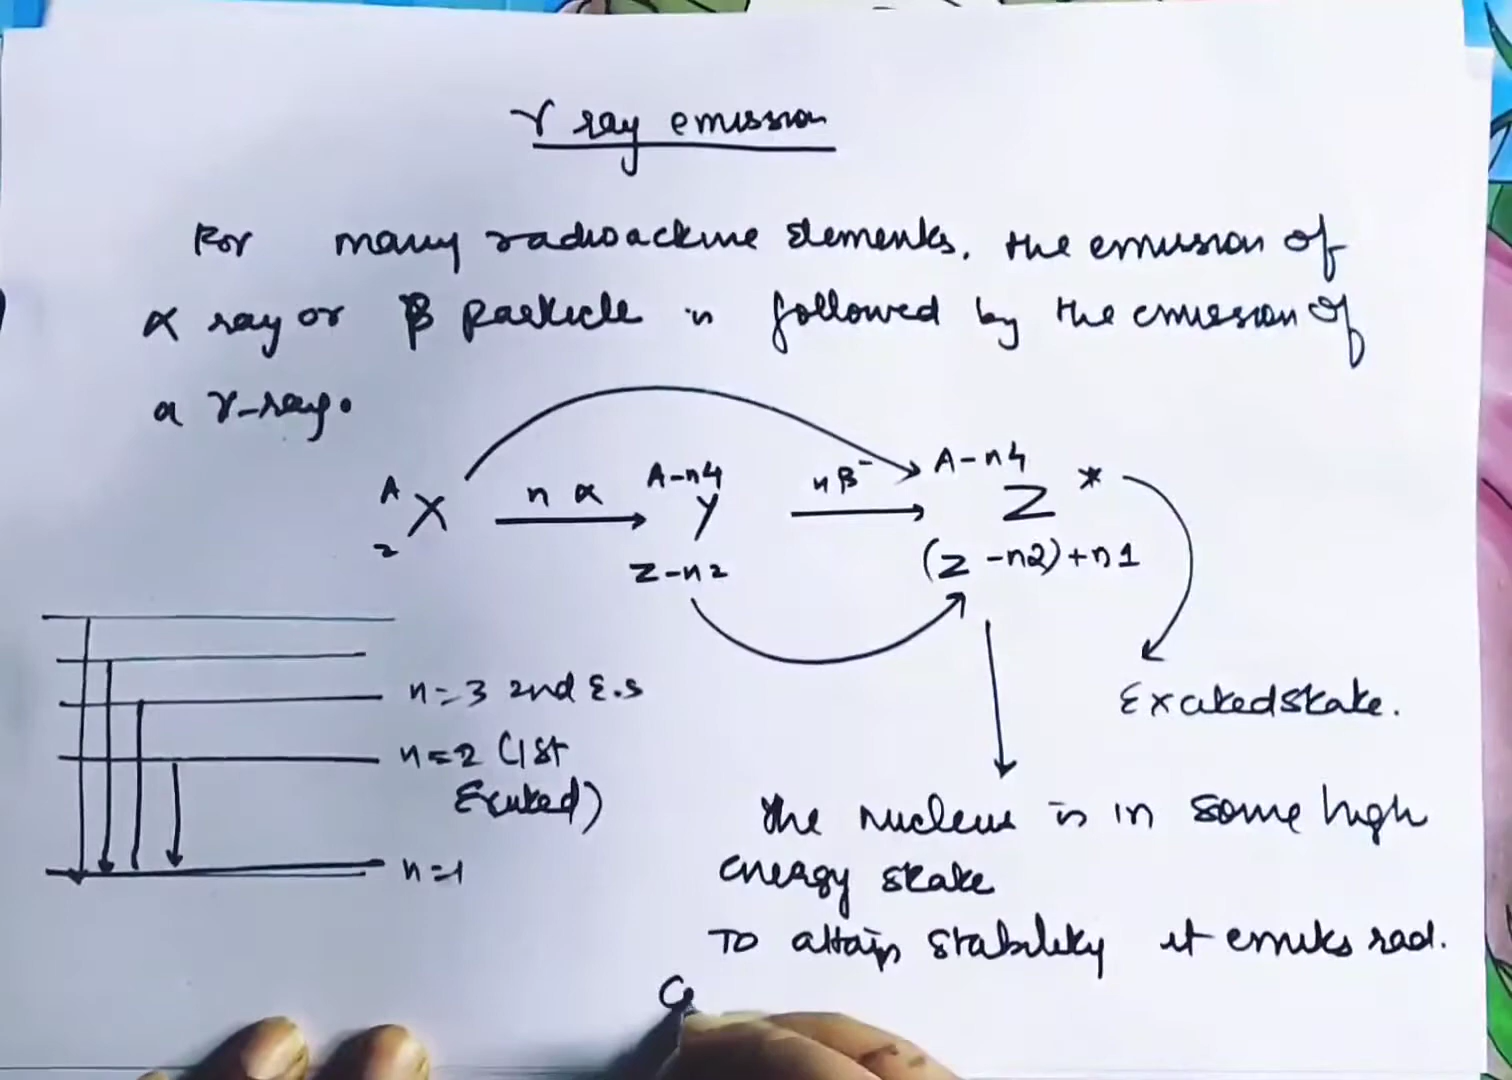 γ ray emission
For many radioactive elements, the emission of
α ray or β particle is followed by the emission of
a γ-ray.
A A-n4 A-n4
X n α Y n β⁻ Z *
z Z-n2 (Z -n2)+n1
n=3 2nd E.S
n=2 (1st
Excited)
n=1
Excited state.
The nucleus is in some high
energy state
To attain stability it emits rad.